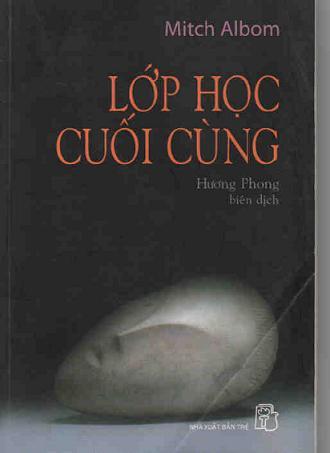 Mitch Albom
LỚP HỌC
CUỐI CÙNG
Hương Phong
biên dịch
NHÀ XUẤT BẢN TRẺ